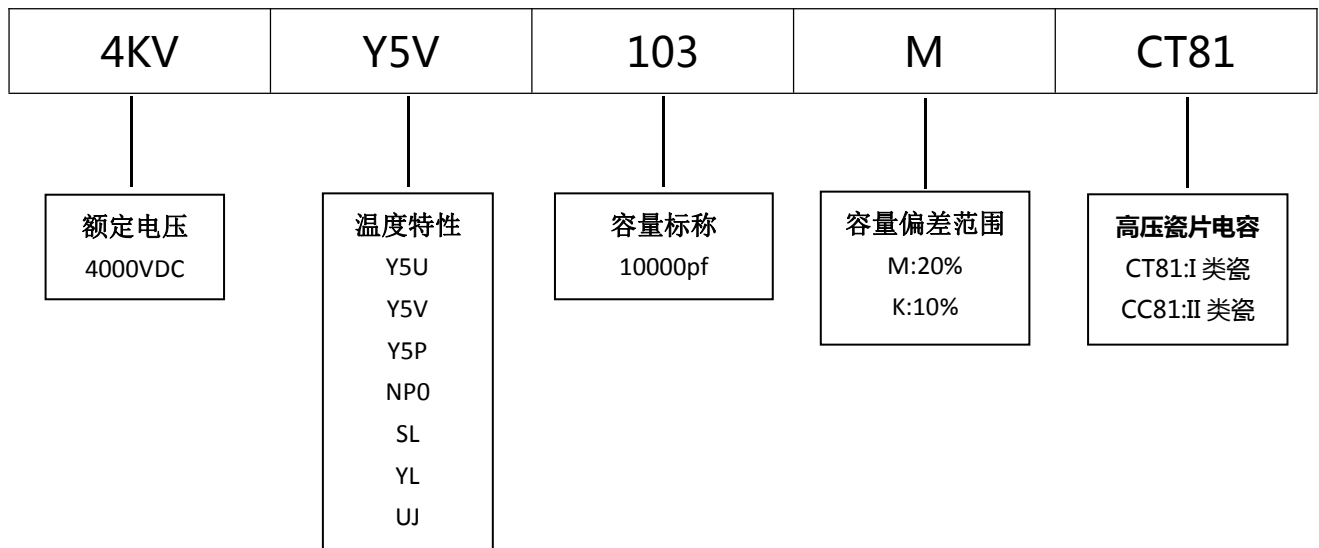 4KV Y5V 103 M CT81
额定电压
4000VDC
温度特性
Y5U
Y5V
Y5P
NP0
SL
YL
UJ
容量标称
10000pf
容量偏差范围
M:20%
K:10%
高压瓷片电容
CT81:I 类瓷
CC81:II 类瓷